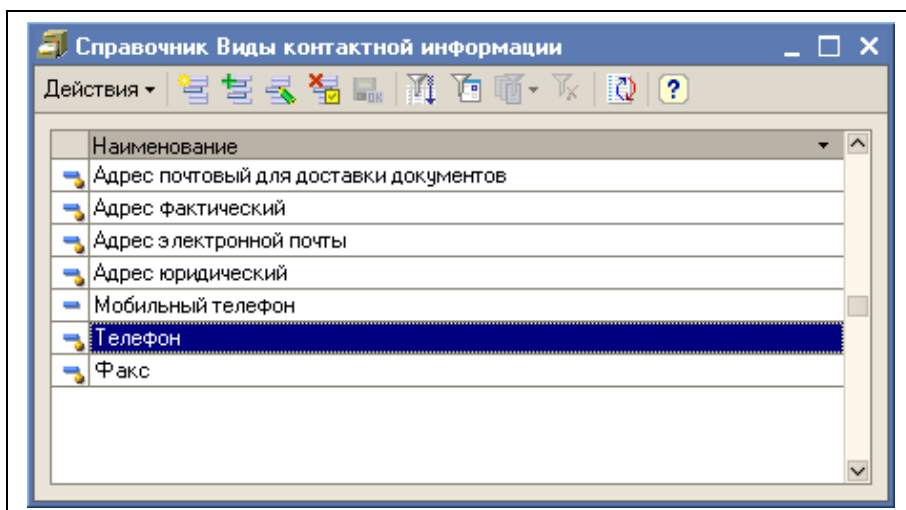 Справочник Виды контактной информации
Действия
Наименование
Адрес почтовый для доставки документов
Адрес фактический
Адрес электронной почты
Адрес юридический
Мобильный телефон
Телефон
Факс